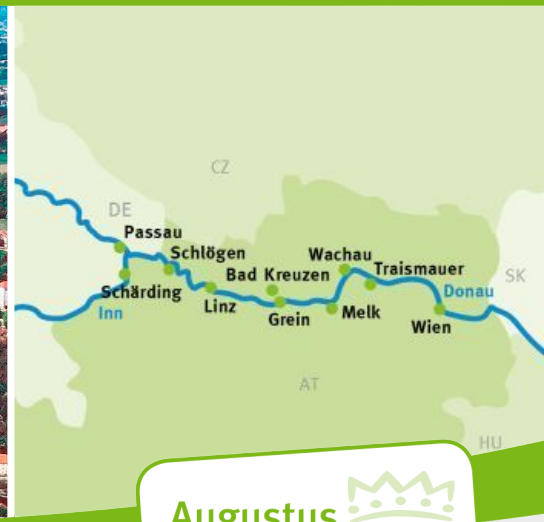 CZ
DE
Passau
Schlögen
Wachau
Bad Kreuzen
Traismauer
SK
Schärding
Donau
Inn
Linz
Grein
Melk
Wien
AT
HU
Augustus